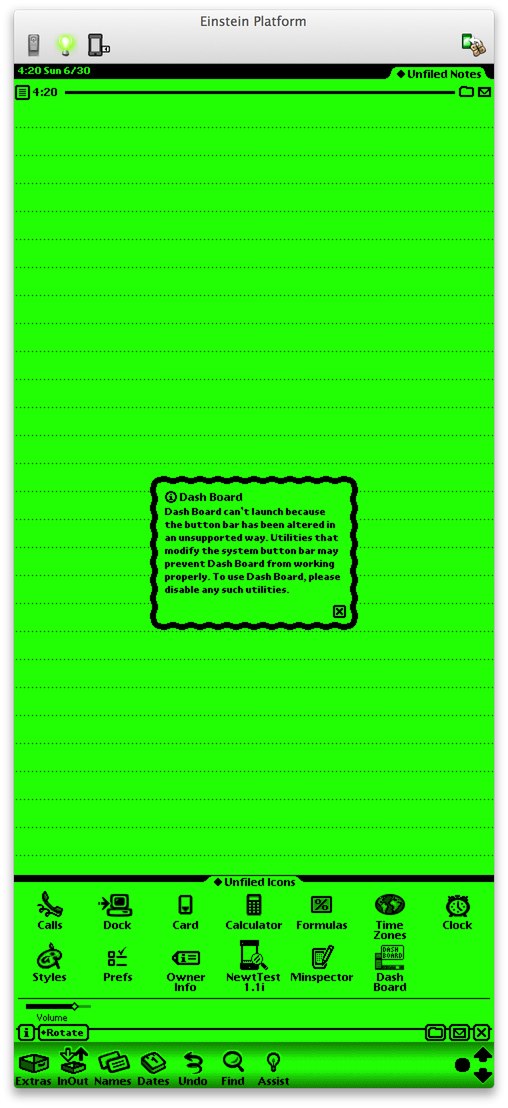 Einstein Platform
4:20 Sun 6/30
◆Unfiled Notes
4:20
Dash Board
Dash Board can't launch because
the button bar has been altered in
an unsupported way. Utilities that
modify the system button bar may
prevent Dash Board from working
properly. To use Dash Board, please
disable any such utilities.
◆Unfiled Icons
Calls Dock Card Calculator Formulas Time Zones Clock
Styles Prefs Owner Info NewtTest 1.1i Minspector Dash Board
DASH BOARD
Volume
◆Rotate
Extras InOut Names Dates Undo Find Assist